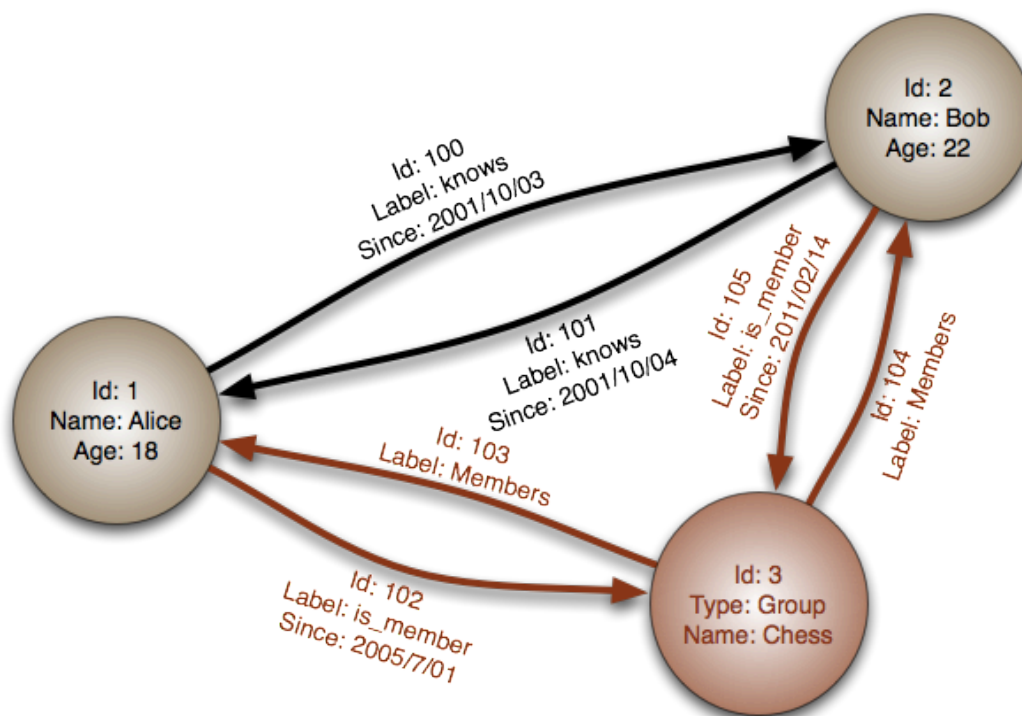 Id: 2
Name: Bob
Age: 22
Id: 100
Label: knows
Since: 2001/10/03
Id: 101
Label: knows
Since: 2001/10/04
Id: 105
Label: is_member
Since: 2011/02/14
Id: 104
Label: Members
Id: 1
Name: Alice
Age: 18
Id: 103
Label: Members
Id: 102
Label: is_member
Since: 2005/7/01
Id: 3
Type: Group
Name: Chess